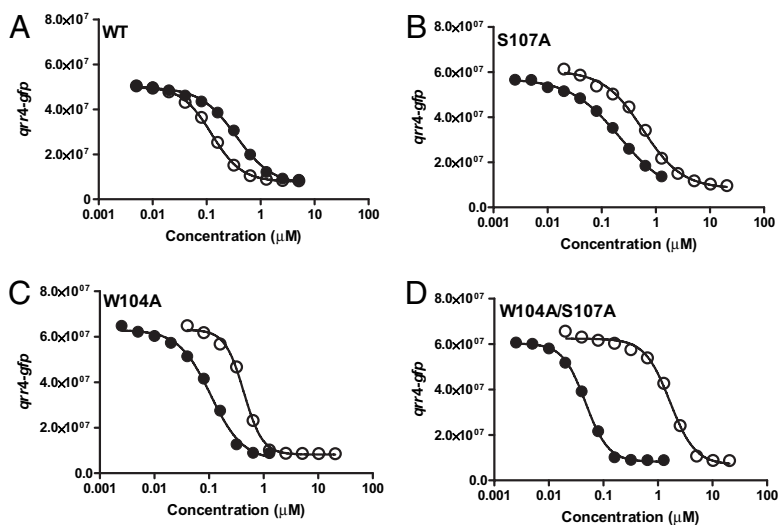 A
WT
8.0×10⁰⁷
6.0×10⁰⁷
4.0×10⁰⁷
2.0×10⁰⁷
0
qrr4-gfp
0.001 0.01 0.1 1 10 100
Concentration (μM)
B
S107A
8.0×10⁰⁷
6.0×10⁰⁷
4.0×10⁰⁷
2.0×10⁰⁷
0.0
qrr4-gfp
0.001 0.01 0.1 1 10 100
Concentration (μM)
C
W104A
8.0×10⁰⁷
6.0×10⁰⁷
4.0×10⁰⁷
2.0×10⁰⁷
0.0
qrr4-gfp
0.001 0.01 0.1 1 10 100
Concentration (μM)
D
W104A/S107A
8.0×10⁰⁷
6.0×10⁰⁷
4.0×10⁰⁷
2.0×10⁰⁷
0.0
qrr4-gfp
0.001 0.01 0.1 1 10 100
Concentration (μM)